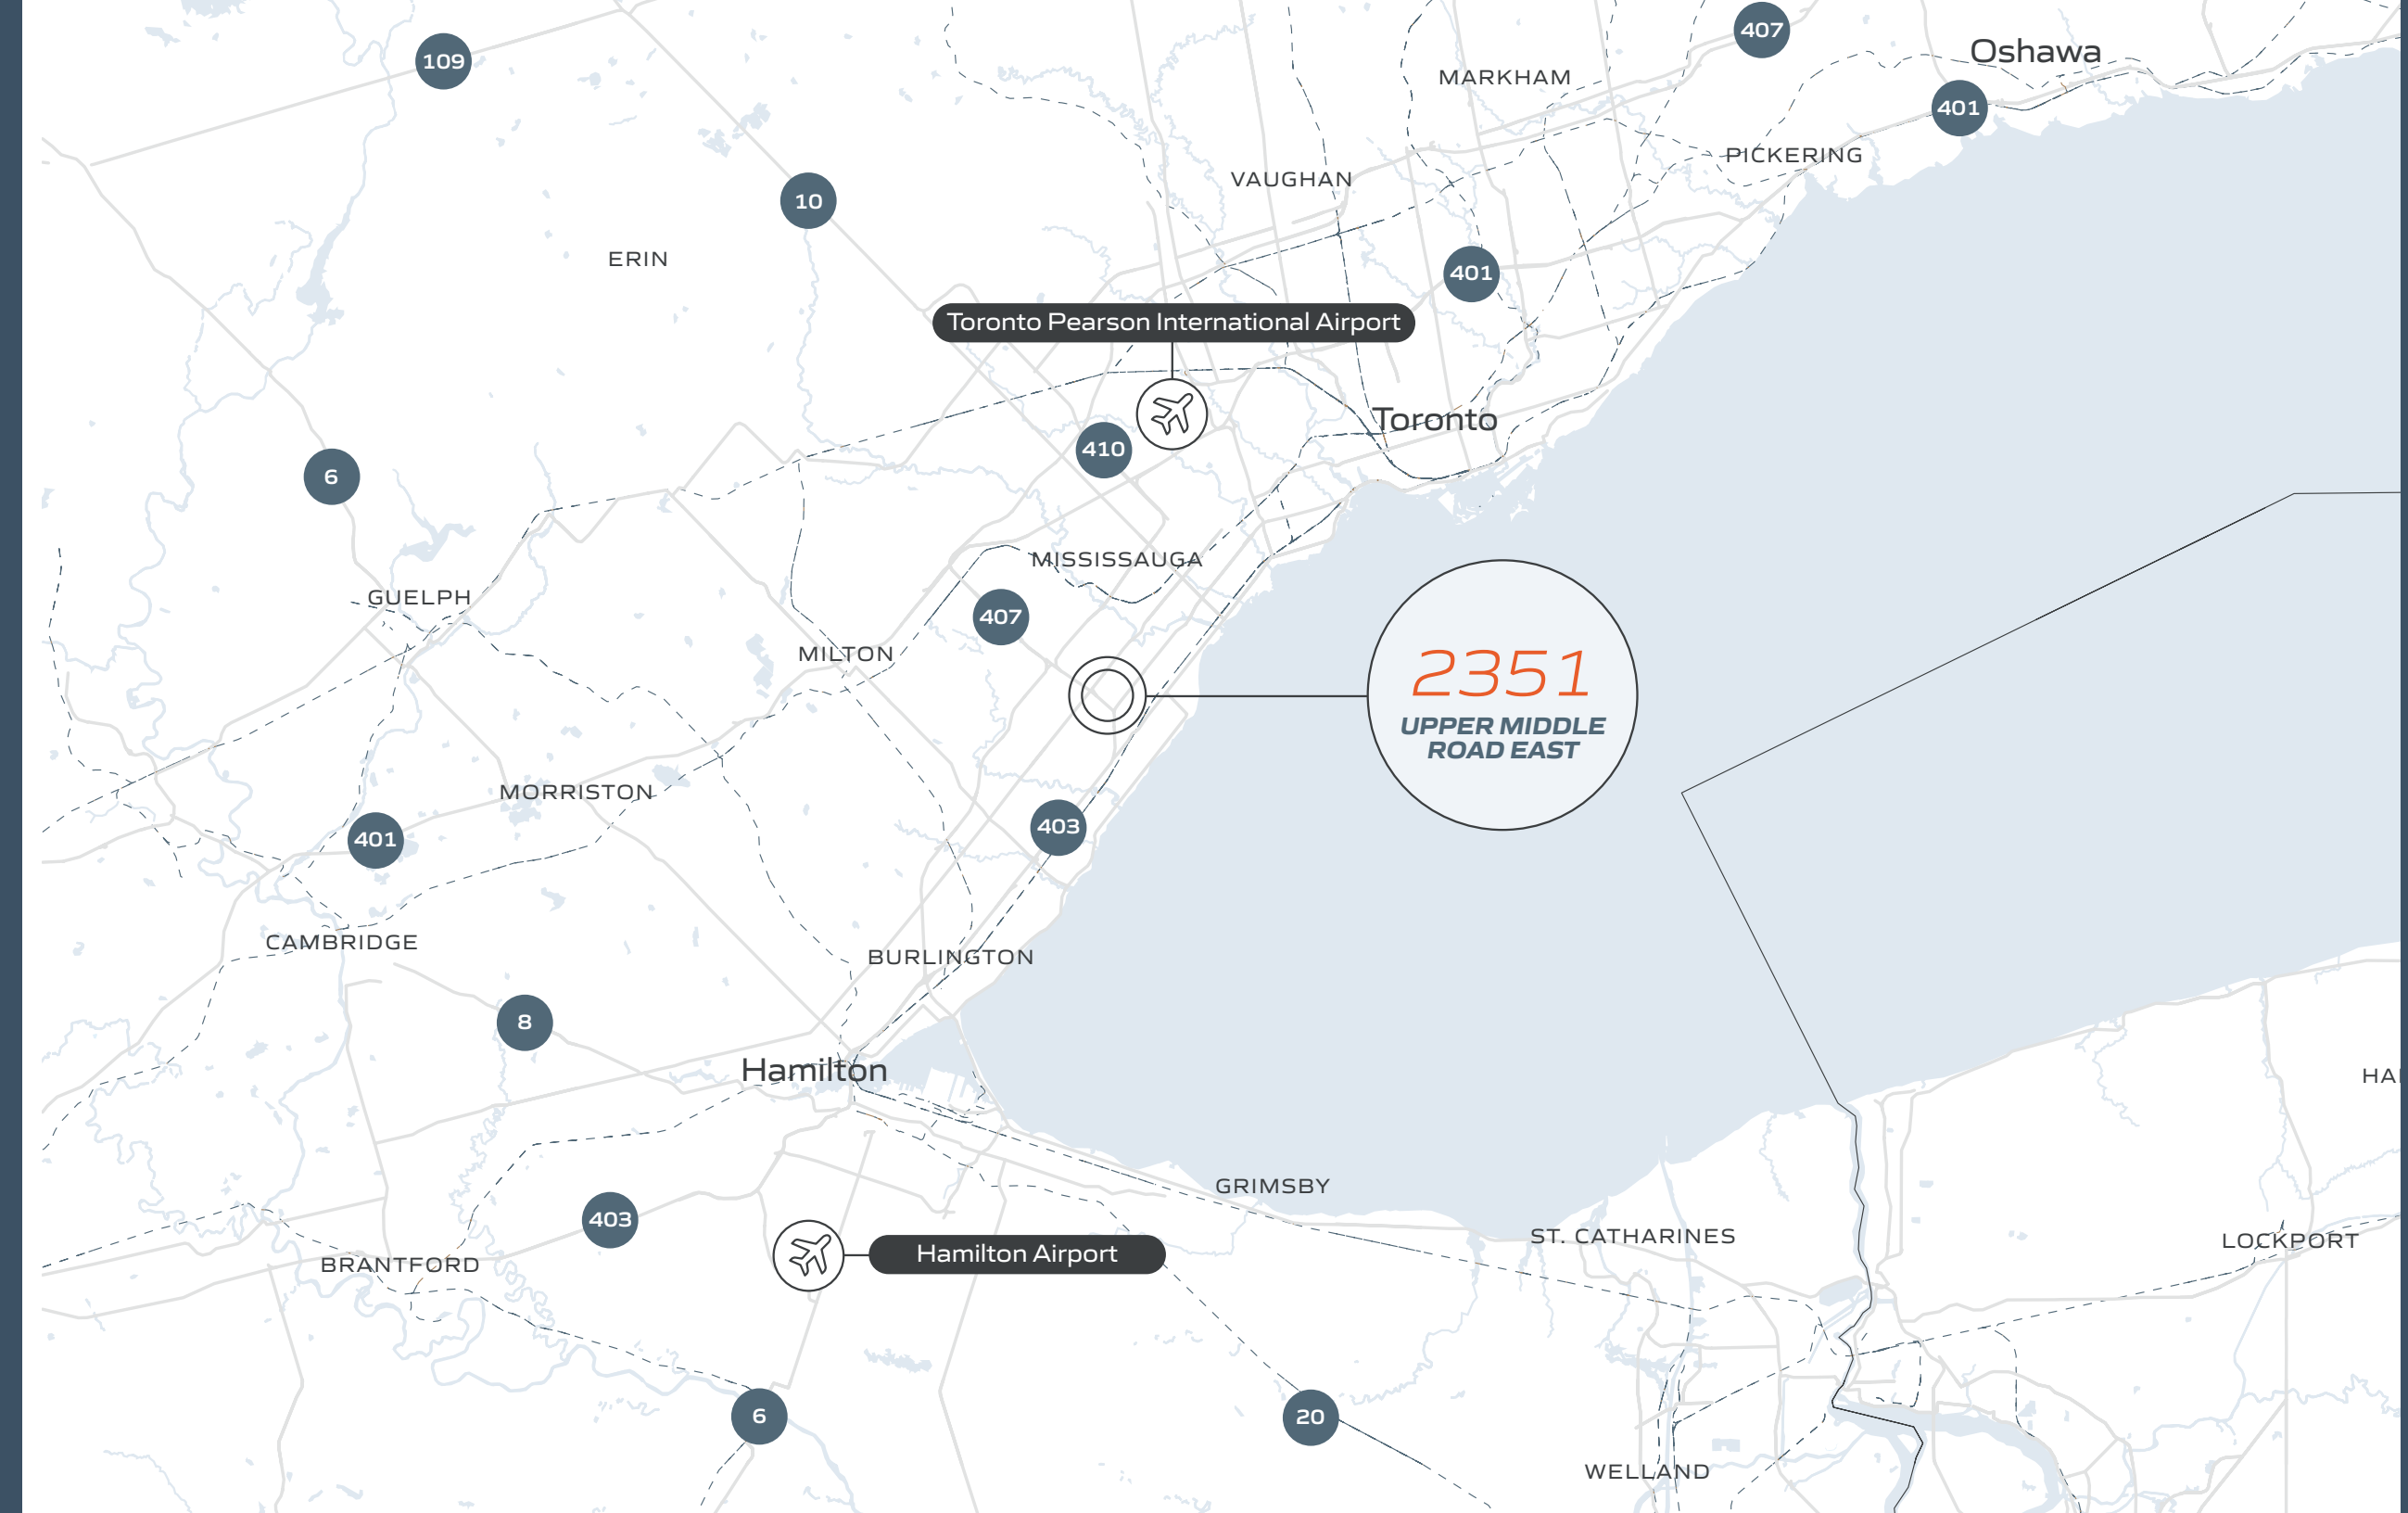 407
Oshawa
109
MARKHAM
401
PICKERING
VAUGHAN
10
ERIN
401
Toronto Pearson International Airport
Toronto
410
6
MISSISSAUGA
GUELPH
407
MILTON
2351
UPPER MIDDLE
ROAD EAST
MORRISTON
403
401
CAMBRIDGE
BURLINGTON
8
Hamilton
HA
GRIMSBY
403
ST. CATHARINES
LOCKPORT
Hamilton Airport
BRANTFORD
6
20
WELLAND